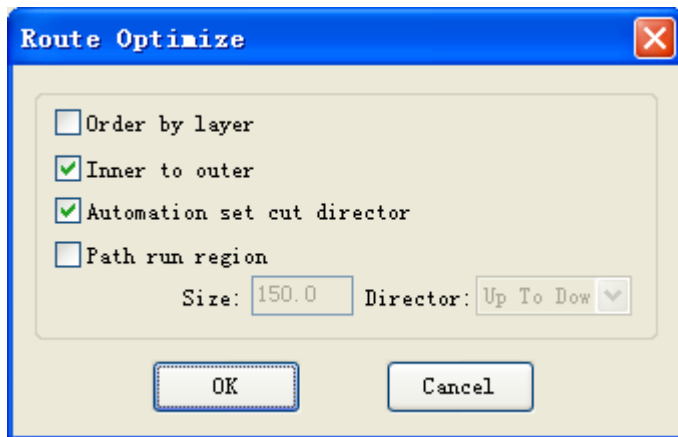 Route Optimize
Order by layer
Inner to outer
Automation set cut director
Path run region
Size: 150.0 Director: Up To Dow
OK Cancel